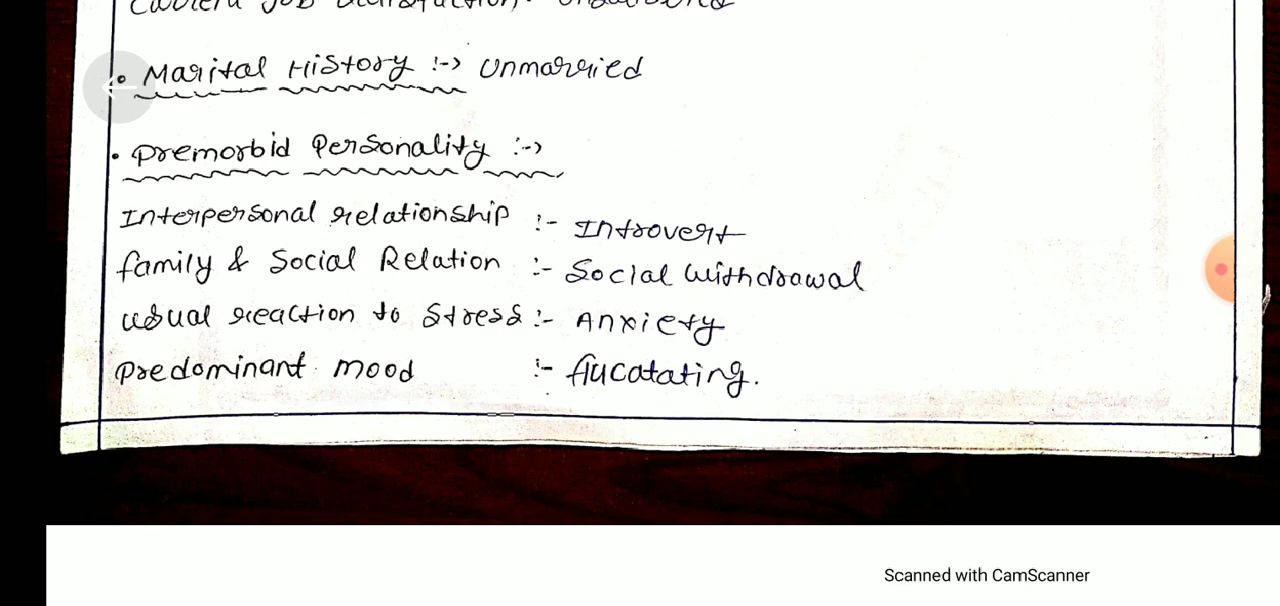 • Marital History :-> Unmarried
• Premorbid Personality :->
Interpersonal relationship :- Introvert
family & Social Relation :- Social withdrawal
usual reaction to stress :- Anxiety
Predominant mood :- flucatating.
Scanned with CamScanner